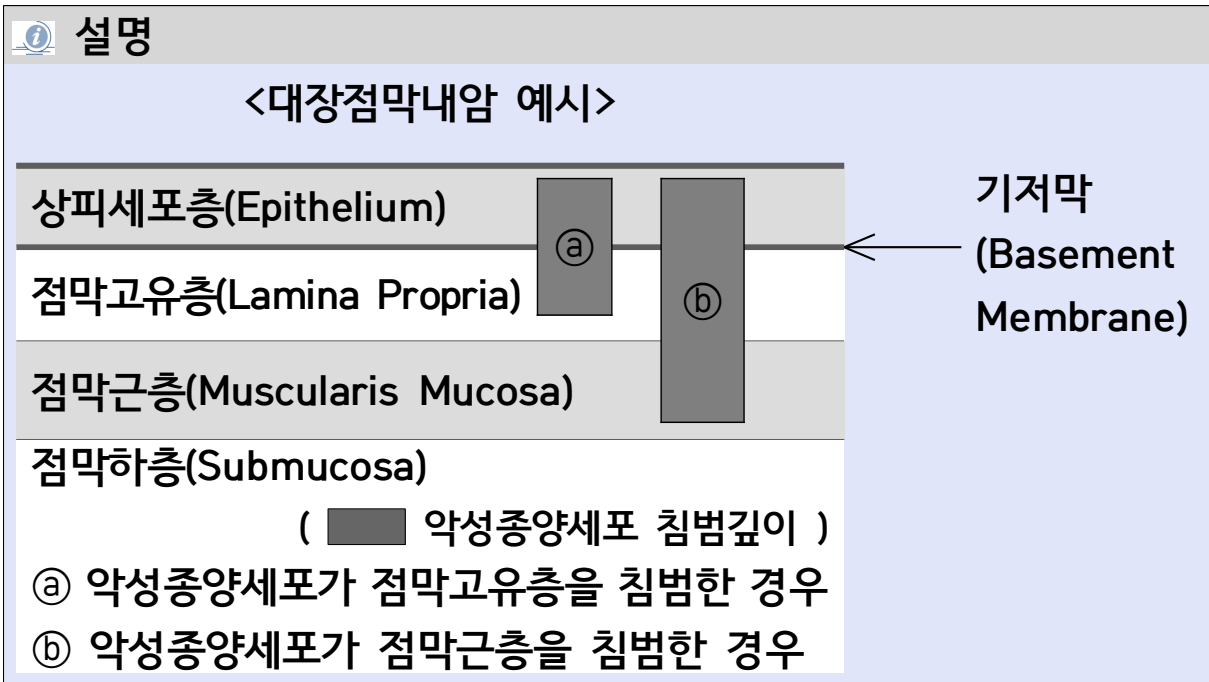 설명
<대장점막내암 예시>
상피세포층(Epithelium)
ⓐ
점막고유층(Lamina Propria)
ⓑ
점막근층(Muscularis Mucosa)
점막하층(Submucosa)
( 악성종양세포 침범깊이 )
ⓐ 악성종양세포가 점막고유층을 침범한 경우
ⓑ 악성종양세포가 점막근층을 침범한 경우
기저막
(Basement
Membrane)